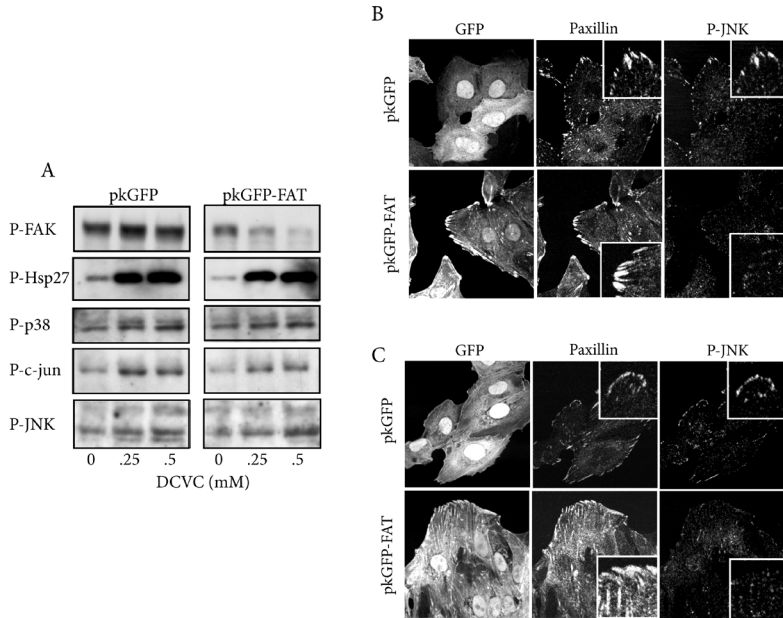 A
pkGFP pkGFP-FAT
P-FAK
P-Hsp27
P-p38
P-c-jun
P-JNK
0 .25 .5 0 .25 .5
DCVC (mM)
B
GFP Paxillin P-JNK
pkGFP
pkGFP-FAT
C
GFP Paxillin P-JNK
pkGFP
pkGFP-FAT